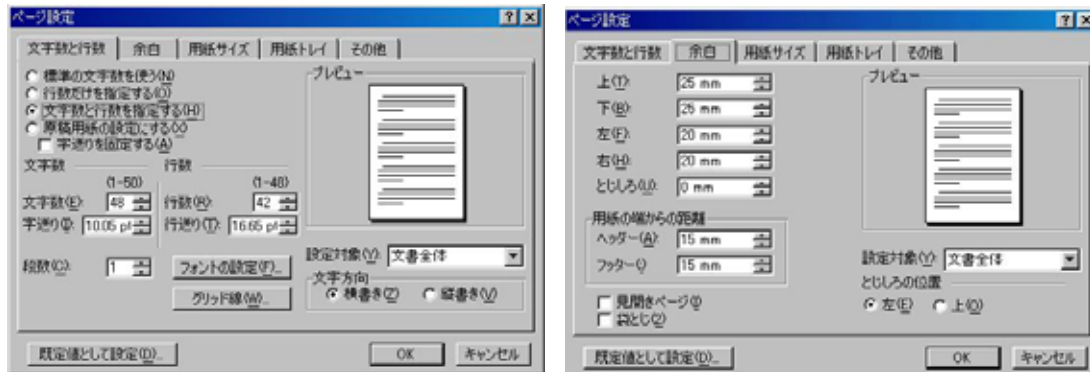 ページ設定
文字数と行数 余白 用紙サイズ 用紙トレイ その他
標準の文字数を使う(N)
行数だけを指定する(O)
文字数と行数を指定する(H)
原稿用紙の設定にする(X)
字送りを固定する(A)
プレビュー
文字数 行数
(1-50) (1-48)
文字数(E): 48 行数(R): 42
字送り(I): 10.05 pt 行送り(T): 16.65 pt
段数(C): 1 フォントの設定(F)...
グリッド線(W)...
設定対象(Y): 文書全体
文字方向
横書き(Z) 縦書き(V)
既定値として設定(D)... OK キャンセル
ページ設定
文字数と行数 余白 用紙サイズ 用紙トレイ その他
上(T): 25 mm
下(B): 25 mm
左(F): 20 mm
右(H): 20 mm
とじしろ(U): 0 mm
用紙の端からの距離
ヘッダー(A): 15 mm
フッター(): 15 mm
見開きページ(I)
袋とじ(2)
プレビュー
設定対象(Y): 文書全体
とじしろの位置
左(E) 上(O)
既定値として設定(D)... OK キャンセル